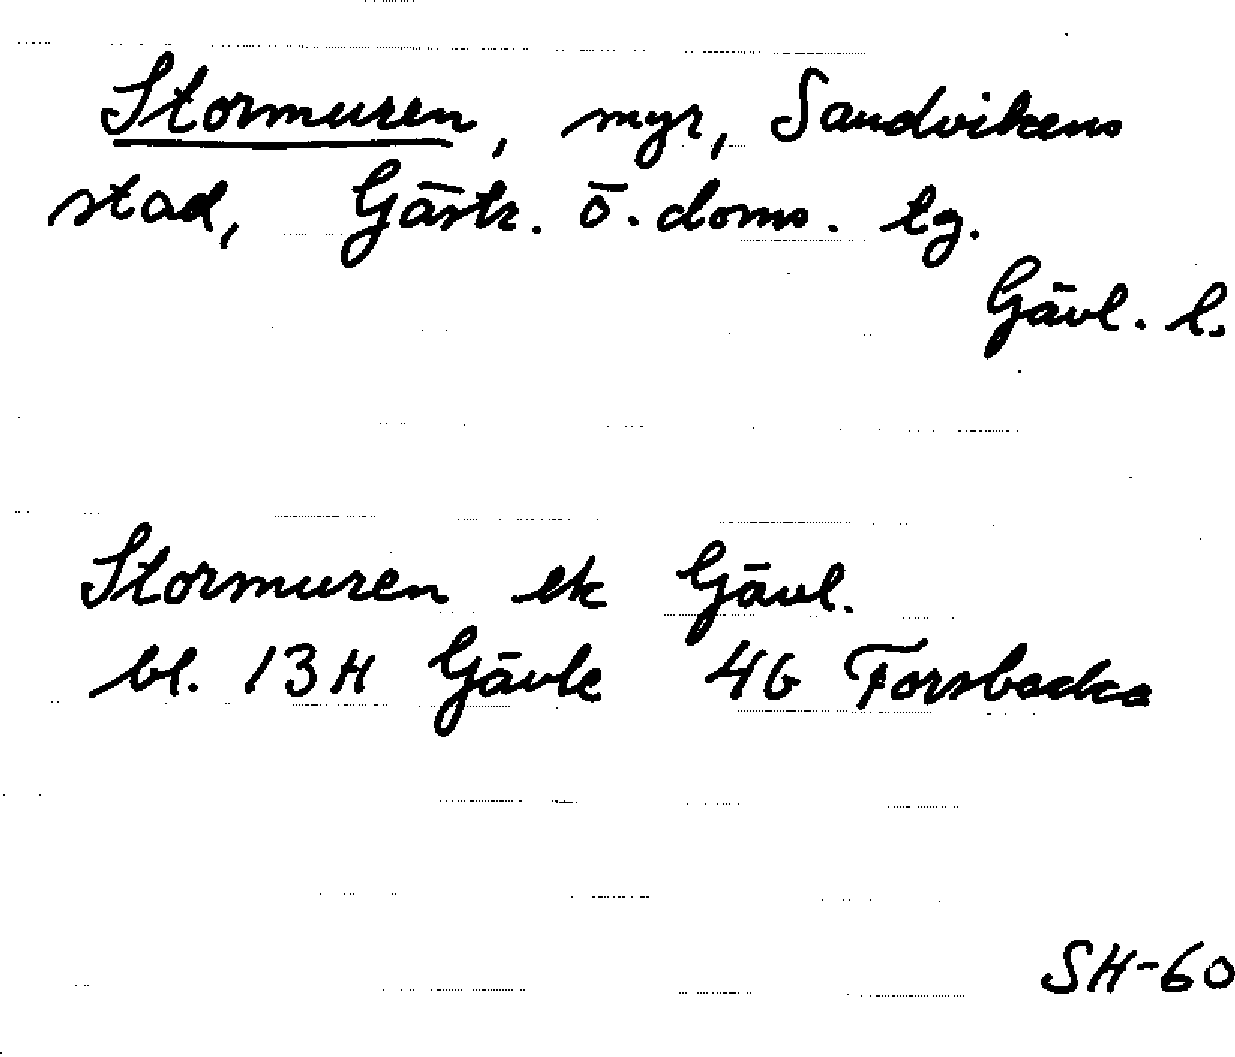 Stormuren, myr, Sandvikens
stad, Gästr. ö. doms. tg.
Gävl. l.
Stormuren ek Gävl.
bl. 13H Gävle 4G Forsbacka
SH-60